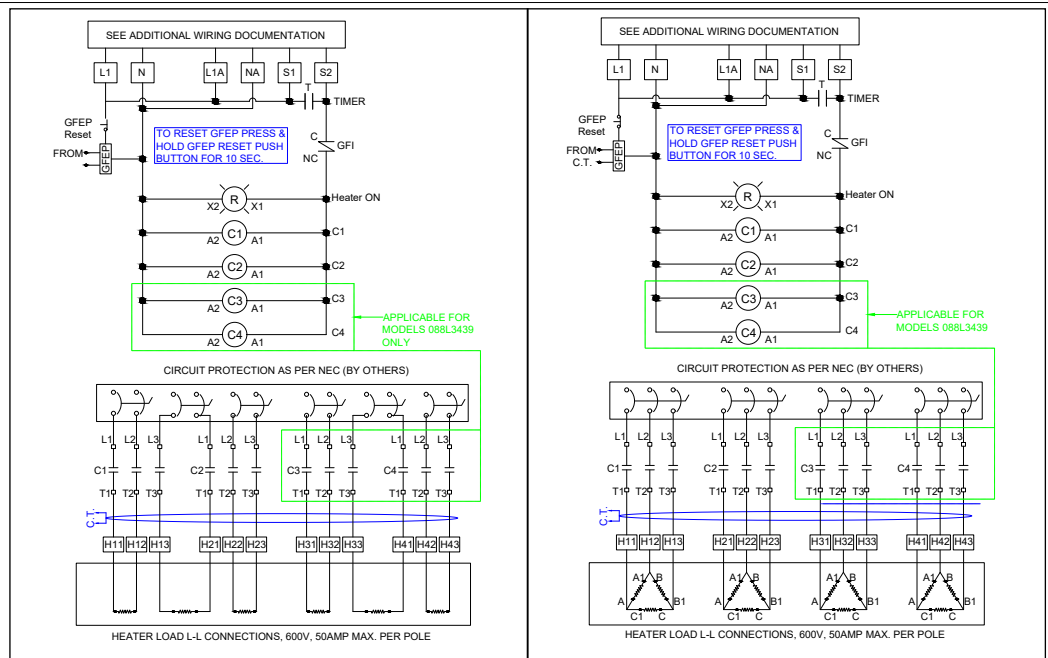 SEE ADDITIONAL WIRING DOCUMENTATION
L1 N L1A NA S1 S2
T
TIMER
GFEP
Reset
TO RESET GFEP PRESS &
HOLD GFEP RESET PUSH
BUTTON FOR 10 SEC.
C
GFI
NC
FROM
GFEP
R
X2 X1
Heater ON
C1
A2 A1
C1
C2
A2 A1
C2
C3
A2 A1
C3
C4
A2 A1
C4
APPLICABLE FOR
MODELS 088L3439
ONLY
CIRCUIT PROTECTION AS PER NEC (BY OTHERS)
L1 L2 L3 L1 L2 L3 L1 L2 L3 L1 L2 L3
C1 C2 C3 C4
T1 T2 T3 T1 T2 T3 T1 T2 T3 T1 T2 T3
C.T.
H11 H12 H13 H21 H22 H23 H31 H32 H33 H41 H42 H43
HEATER LOAD L-L CONNECTIONS, 600V, 50AMP MAX. PER POLE
SEE ADDITIONAL WIRING DOCUMENTATION
L1 N L1A NA S1 S2
T
TIMER
GFEP
Reset
TO RESET GFEP PRESS &
HOLD GFEP RESET PUSH
BUTTON FOR 10 SEC.
C
GFI
NC
FROM
C.T.
GFEP
R
X2 X1
Heater ON
C1
A2 A1
C1
C2
A2 A1
C2
C3
A2 A1
C3
C4
A2 A1
C4
APPLICABLE FOR
MODELS 088L3439
CIRCUIT PROTECTION AS PER NEC (BY OTHERS)
L1 L2 L3 L1 L2 L3 L1 L2 L3 L1 L2 L3
C1 C2 C3 C4
T1 T2 T3 T1 T2 T3 T1 T2 T3 T1 T2 T3
C.T.
H11 H12 H13 H21 H22 H23 H31 H32 H33 H41 H42 H43
A1 B A1 B A1 B A1 B
A B1 A B1 A B1 A B1
C1 C C1 C C1 C C1 C
HEATER LOAD L-L CONNECTIONS, 600V, 50AMP MAX. PER POLE